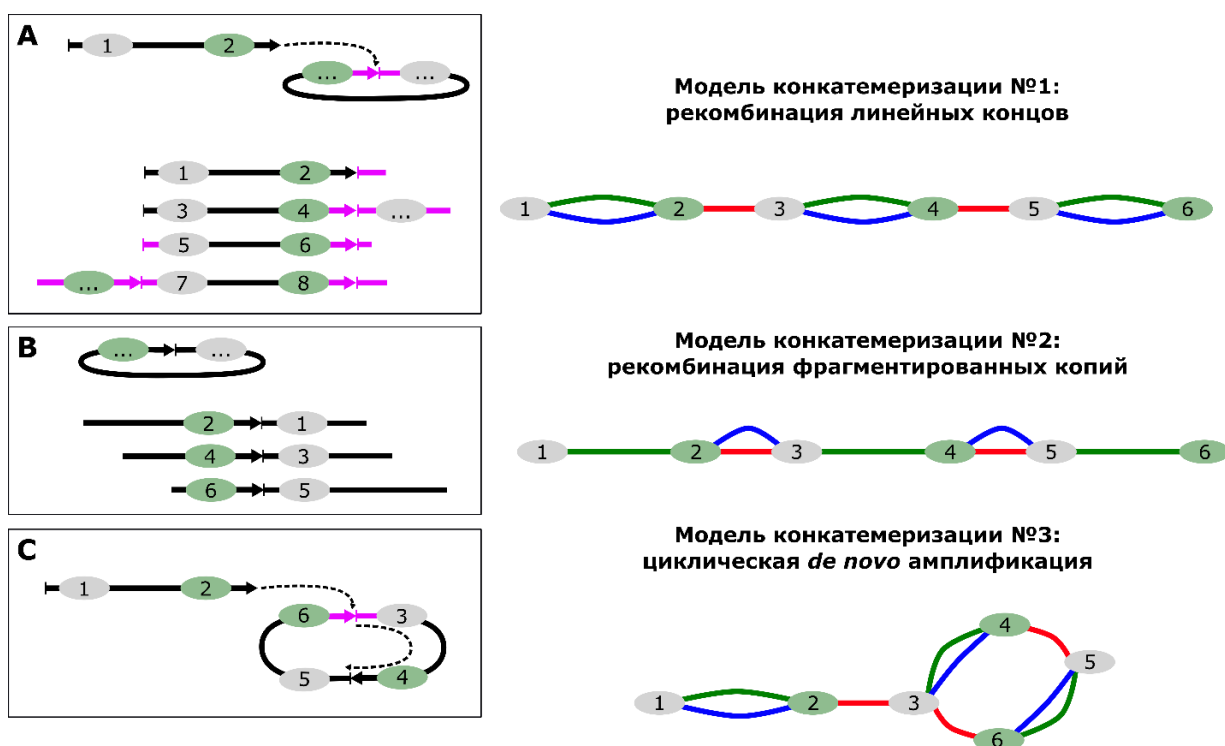 A
1 2
... ...
1 2
3 4 ...
5 6
... 7 8
Модель конкатемеризации №1:
рекомбинация линейных концов
1 2 3 4 5 6
B
... ...
2 1
4 3
6 5
Модель конкатемеризации №2:
рекомбинация фрагментированных копий
1 2 3 4 5 6
C
1 2
6 3
5 4
Модель конкатемеризации №3:
циклическая de novo амплификация
4
5
1 2 3
6